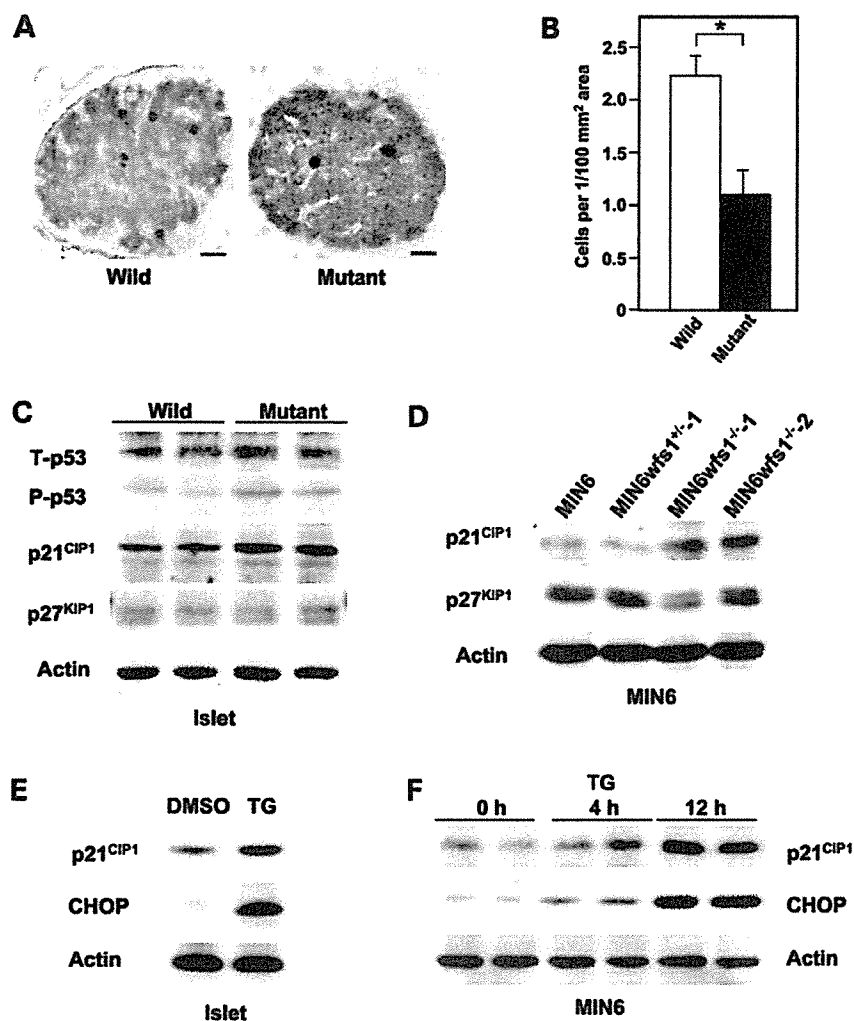 A
Wild
Mutant
B
Cells per 1/100 mm² area
2.5
2.0
1.5
1.0
0.5
0
*
Wild
Mutant
C
Wild
Mutant
T-p53
P-p53
p21ᶜᴵᴾ¹
p27ᴷᴵᴾ¹
Actin
Islet
D
MIN6
MIN6wfs1⁺/⁻-1
MIN6wfs1⁻/⁻-1
MIN6wfs1⁻/⁻-2
p21ᶜᴵᴾ¹
p27ᴷᴵᴾ¹
Actin
MIN6
E
DMSO
TG
p21ᶜᴵᴾ¹
CHOP
Actin
Islet
F
TG
0 h
4 h
12 h
p21ᶜᴵᴾ¹
CHOP
Actin
MIN6